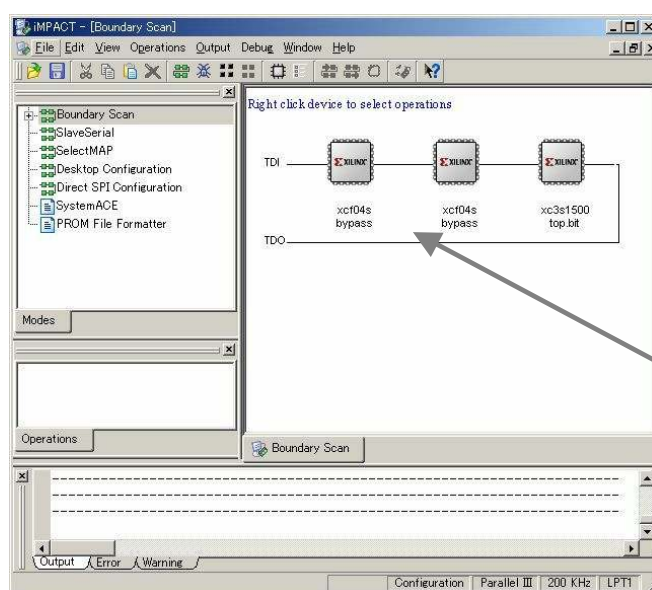 iMPACT - [Boundary Scan]
File Edit View Operations Output Debug Window Help
Boundary Scan
SlaveSerial
SelectMAP
Desktop Configuration
Direct SPI Configuration
SystemACE
PROM File Formatter
Modes
Operations
Right click device to select operations
TDI
XILINX XILINX XILINX
xcf04s xcf04s xc3s1500
bypass bypass top.bit
TDO
Boundary Scan
Output Error Warning
Configuration Parallel III 200 KHz LPT1